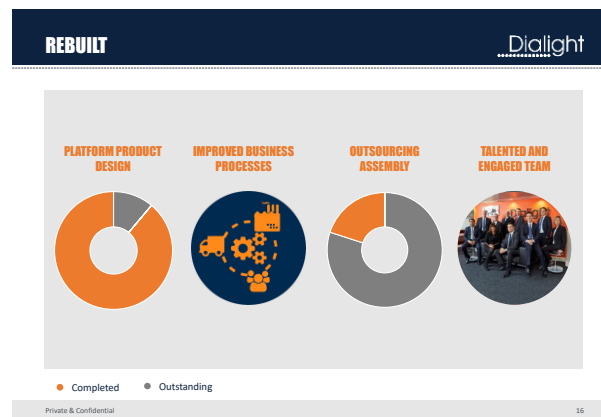 REBUILT
Dialight
PLATFORM PRODUCT
DESIGN
IMPROVED BUSINESS
PROCESSES
OUTSOURCING
ASSEMBLY
TALENTED AND
ENGAGED TEAM
Completed
Outstanding
Private & Confidential
16